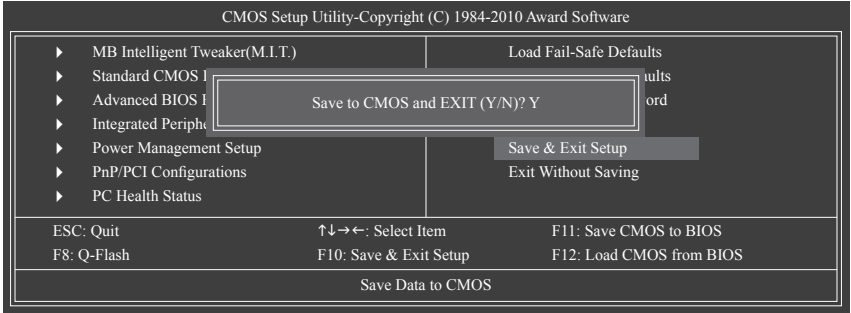 CMOS Setup Utility-Copyright (C) 1984-2010 Award Software
MB Intelligent Tweaker(M.I.T.)
Standard CMOS
Advanced BIOS
Integrated
Power Management Setup
PnP/PCI Configurations
PC Health Status
Load Fail-Safe Defaults
Save & Exit Setup
Exit Without Saving
Save to CMOS and EXIT (Y/N)? Y
ESC: Quit ↑↓→←: Select Item F11: Save CMOS to BIOS
F8: Q-Flash F10: Save & Exit Setup F12: Load CMOS from BIOS
Save Data to CMOS